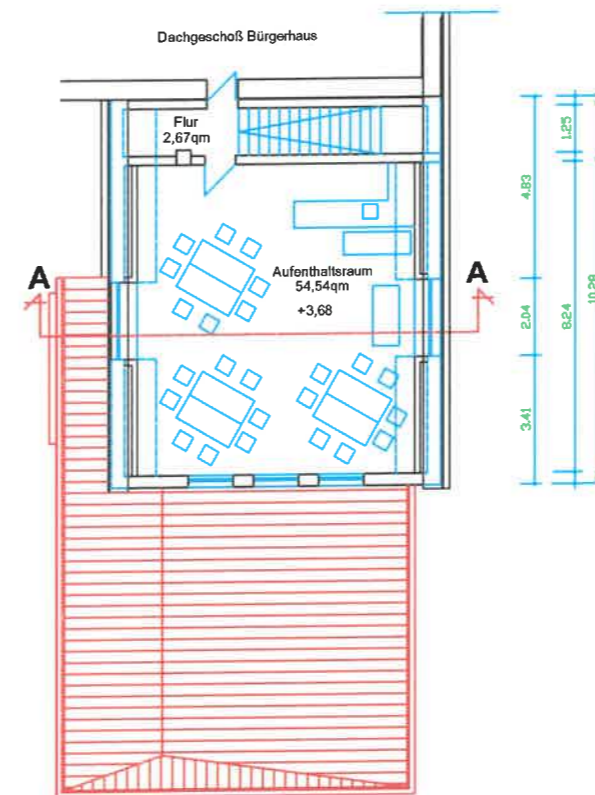 Dachgeschoß Bürgerhaus
Flur
2,67qm
Aufenthaltsraum
54,54qm
+3,68
A
A
1.25
4.83
2.04
8.24
10.29
3.41